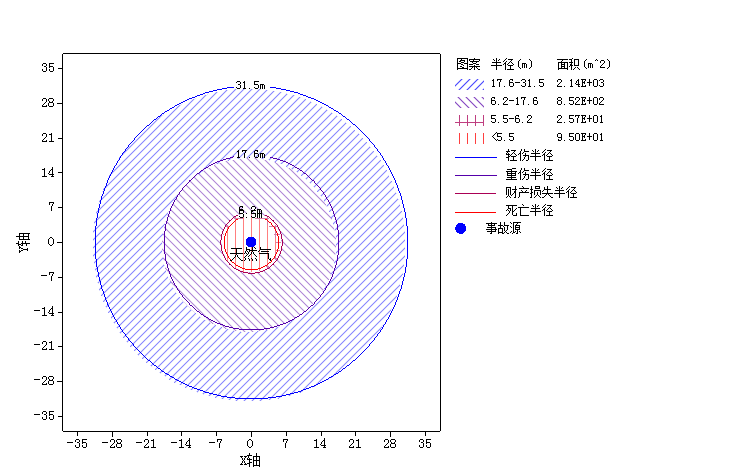 图案 半径(m) 面积(m^2)
17.6-31.5 2.14E+03
6.2-17.6 8.52E+02
5.5-6.2 2.57E+01
<5.5 9.50E+01
轻伤半径
重伤半径
财产损失半径
死亡半径
事故源
31.5m
17.6m
6.2m
5.5m
天然气
Y轴
35
28
21
14
7
0
-7
-14
-21
-28
-35
-35 -28 -21 -14 -7 0 7 14 21 28 35
X轴